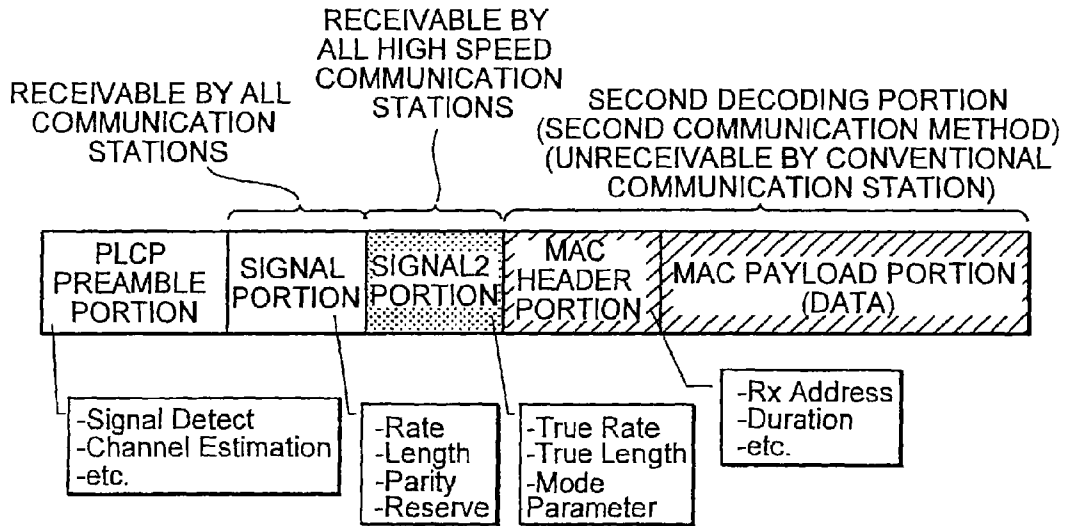 RECEIVABLE BY ALL
COMMUNICATION
STATIONS
RECEIVABLE BY
ALL HIGH SPEED
COMMUNICATION
STATIONS
SECOND DECODING PORTION
(SECOND COMMUNICATION METHOD)
(UNRECEIVABLE BY CONVENTIONAL
COMMUNICATION STATION)
PLCP
PREAMBLE
PORTION
SIGNAL
PORTION
SIGNAL2
PORTION
MAC
HEADER
PORTION
MAC PAYLOAD PORTION
(DATA)
-Signal Detect
-Channel Estimation
-etc.
-Rate
-Length
-Parity
-Reserve
-True Rate
-True Length
-Mode
Parameter
-Rx Address
-Duration
-etc.